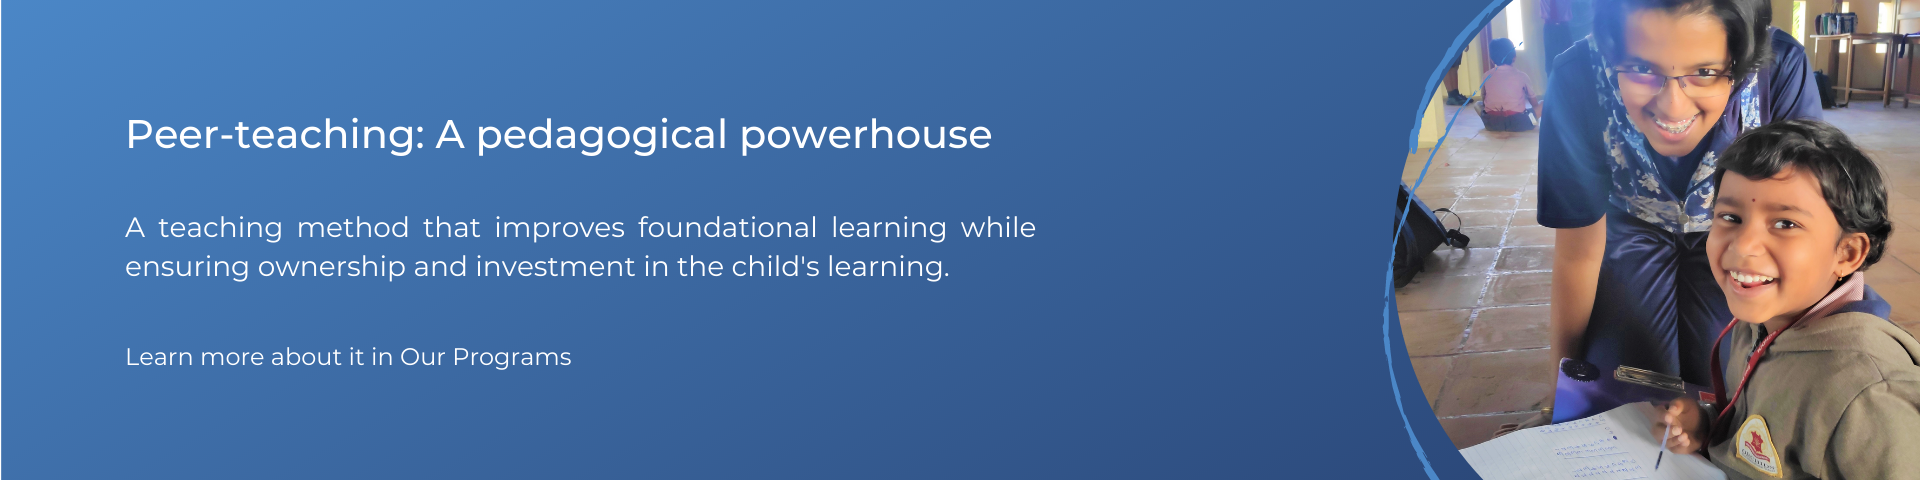 Peer-teaching: A pedagogical powerhouse
A teaching method that improves foundational learning while
ensuring ownership and investment in the child's learning.
Learn more about it in Our Programs